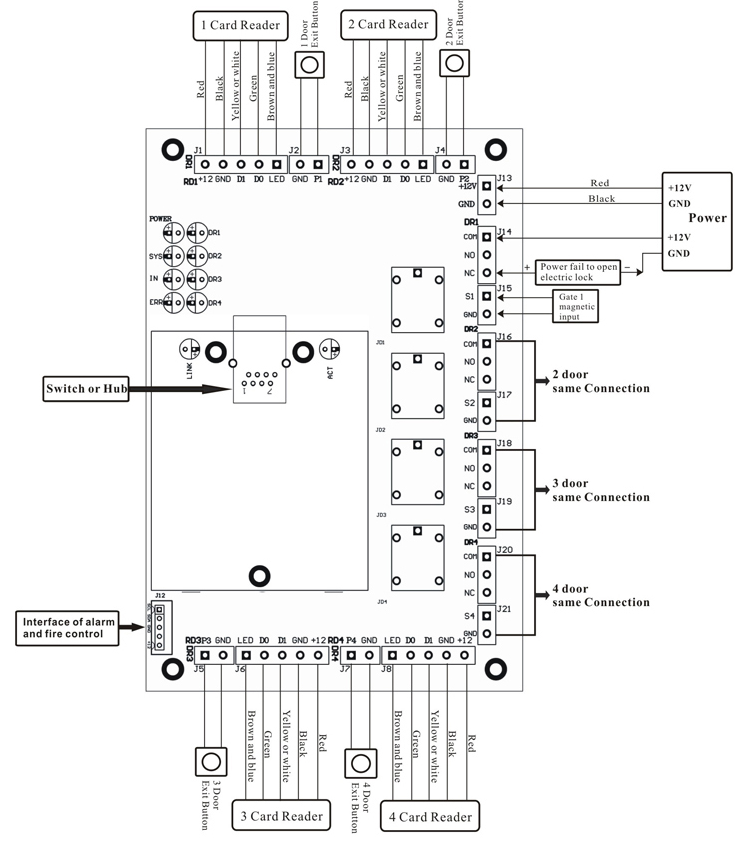 1 Card Reader
1 Door
Exit Button
2 Card Reader
2 Door
Exit Button
Red
Black
Yellow or white
Green
Brown and blue
Red
Black
Yellow or white
Green
Brown and blue
J1
J2
J3
J4
DR1
DR2
RD1 +12 GND D1 D0 LED GND P1
RD2 +12 GND D1 D0 LED GND P2
J13
+12V
GND
Red
Black
+12V
GND
Power
+12V
GND
DR1
J14
COM
NO
NC
+
Power fail to open
electric lock
−
J15
S1
GND
Gate 1
magnetic
input
POWER
DR1
SYS
DR2
IN
DR3
ERR
DR4
JD1
JD2
JD3
JD4
LINK
ACT
1 7
Switch or Hub
DR2
J16
COM
NO
NC
J17
S2
GND
2 door
same Connection
DR3
J18
COM
NO
NC
J19
S3
GND
3 door
same Connection
DR4
J20
COM
NO
NC
J21
S4
GND
4 door
same Connection
J12
Interface of alarm
and fire control
RD3 P3 GND LED D0 D1 GND +12
RD4 P4 GND LED D0 D1 GND +12
DR3
DR4
J5
J6
J7
J8
Brown and blue
Green
Yellow or white
Black
Red
Brown and blue
Green
Yellow or white
Black
Red
3 Door
Exit Button
3 Card Reader
4 Door
Exit Button
4 Card Reader